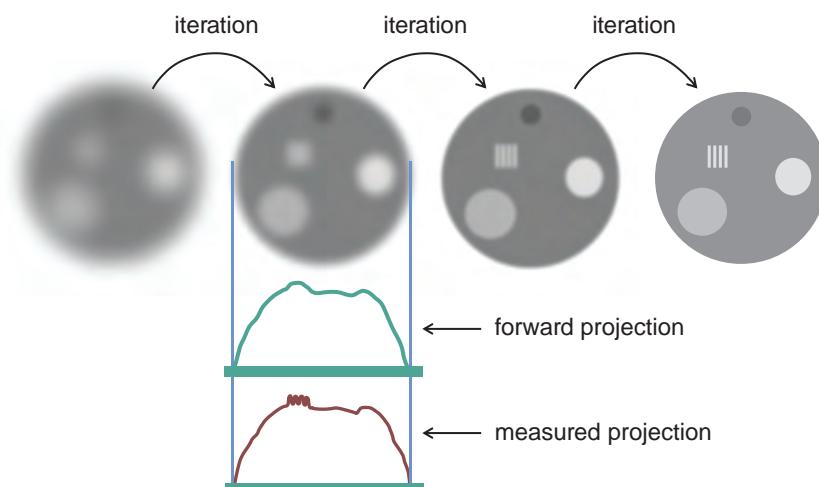 iteration
iteration
iteration
forward projection
measured projection